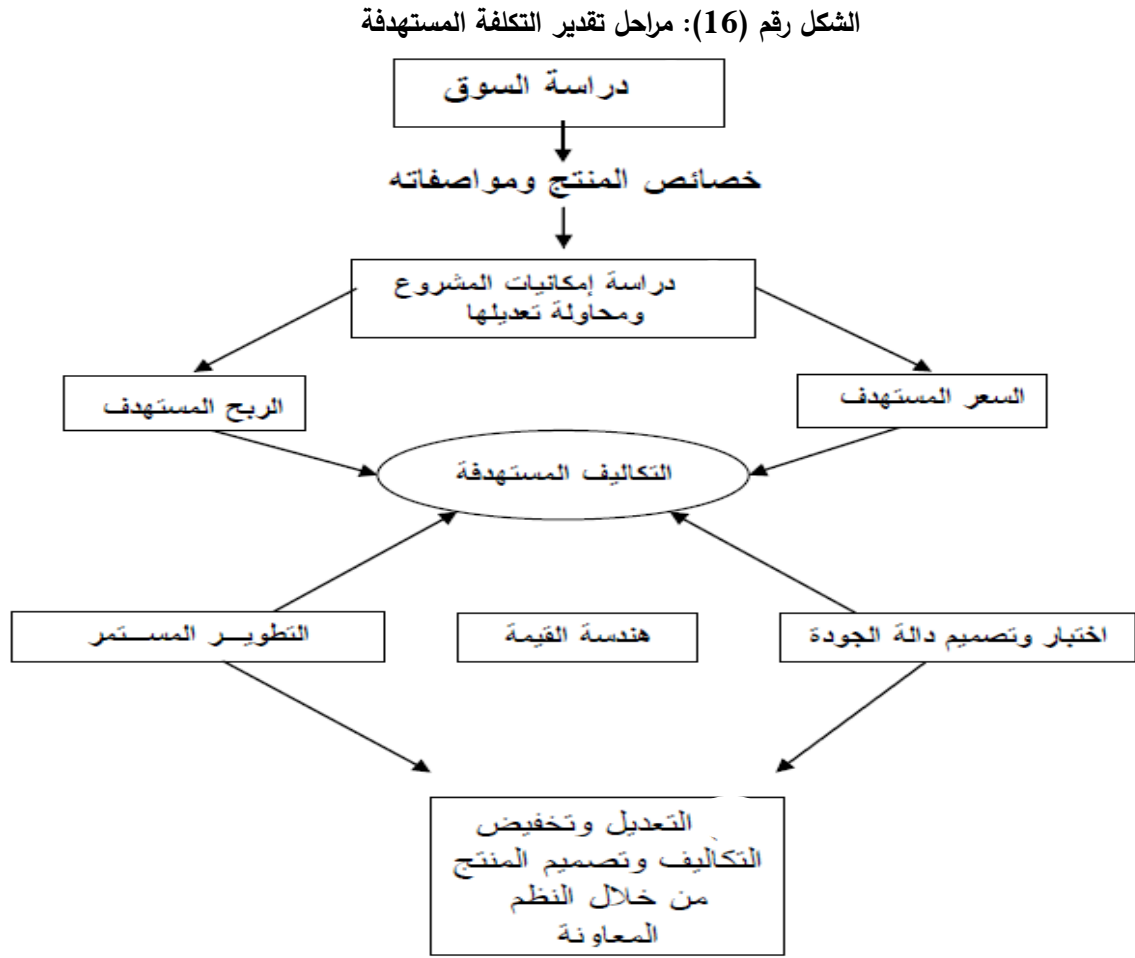 الشكل رقم (16): مراحل تقدير التكلفة المستهدفة
دراسة السوق
خصائص المنتج ومواصفاته
دراسة إمكانيات المشروع
ومحاولة تعديلها
السعر المستهدف
الربح المستهدف
التكاليف المستهدفة
اختبار وتصميم دالة الجودة
هندسة القيمة
التطويــر المســتمر
التعديل وتخفيض
التكاليف وتصميم المنتج
من خلال النظم
المعاونة